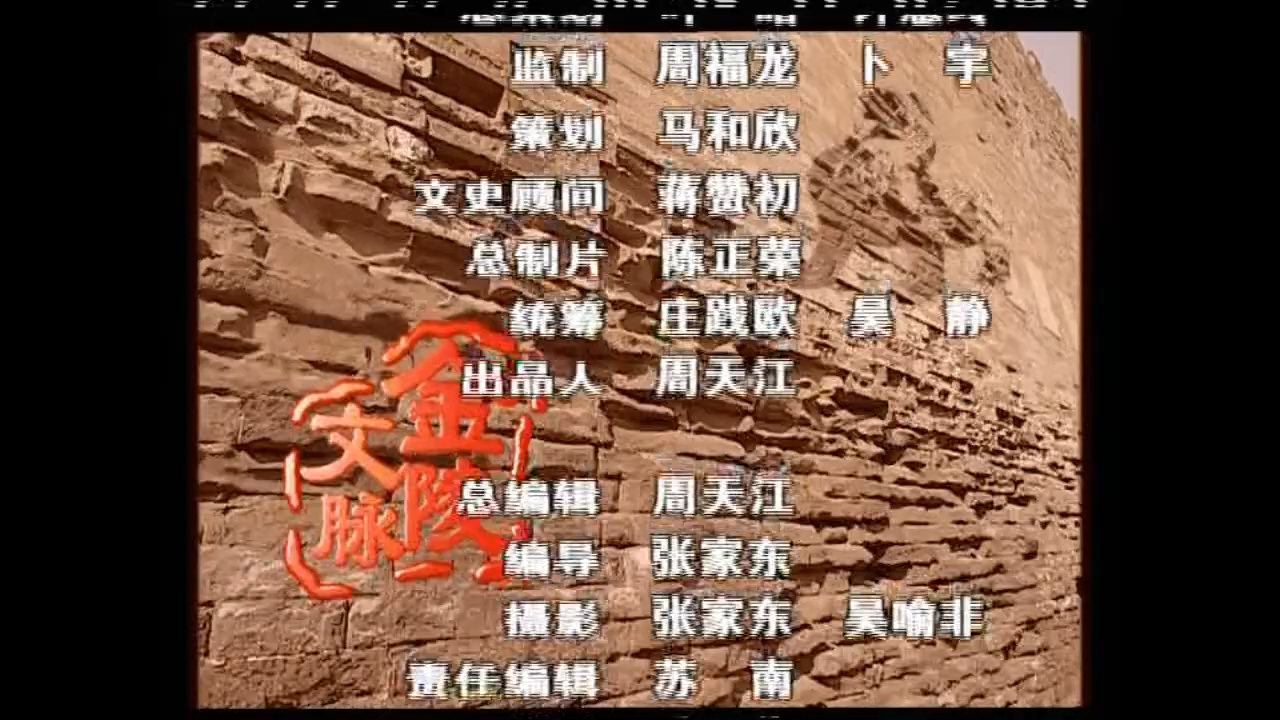 监制 周福龙 卜宇
策划 马和欣
文史顾问 蒋赞初
总制片 陈正荣
统筹 庄践欧 吴静
出品人 周天江
总编辑 周天江
编导 张家东
摄影 张家东 吴喻非
责任编辑 苏南
金陵
文脉